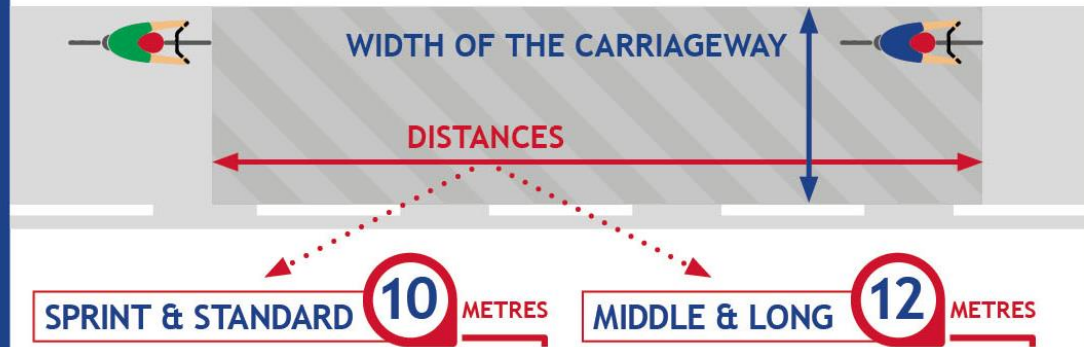 WIDTH OF THE CARRIAGEWAY
DISTANCES
SPRINT & STANDARD 10 METRES
MIDDLE & LONG 12 METRES